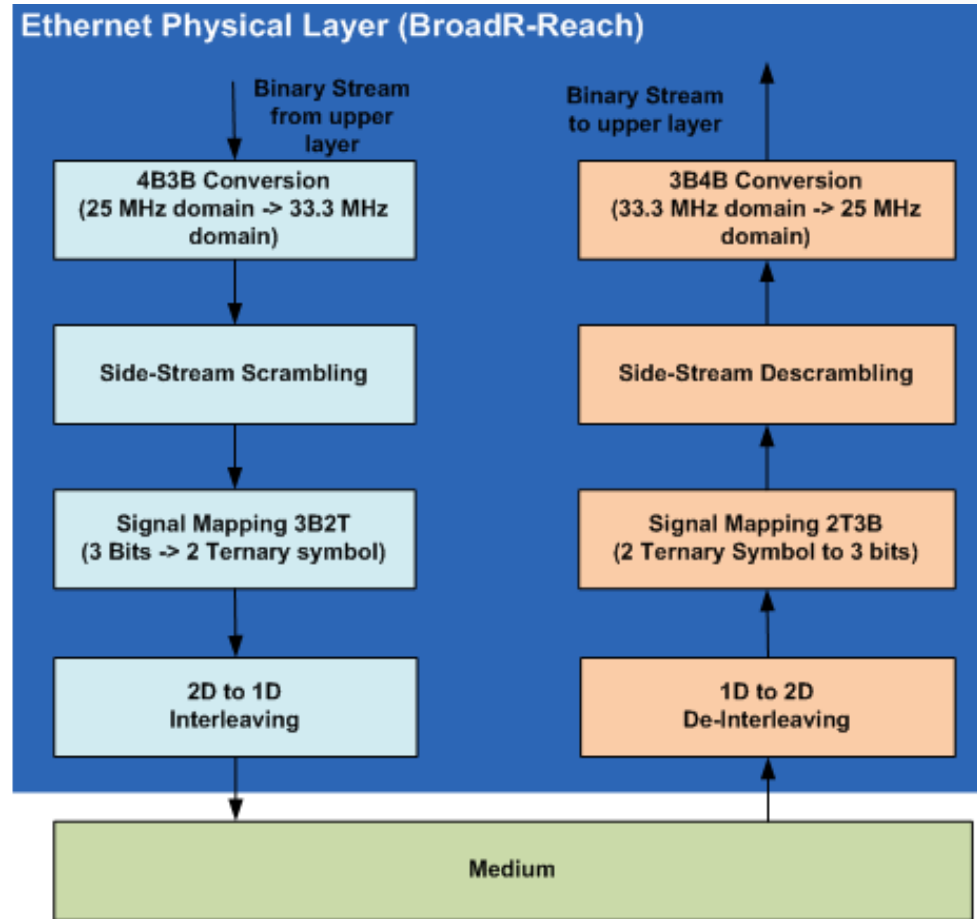 Ethernet Physical Layer (BroadR-Reach)
Binary Stream
from upper
layer
4B3B Conversion
(25 MHz domain -> 33.3 MHz
domain)
Side-Stream Scrambling
Signal Mapping 3B2T
(3 Bits -> 2 Ternary symbol)
2D to 1D
Interleaving
Binary Stream
to upper layer
3B4B Conversion
(33.3 MHz domain -> 25 MHz
domain)
Side-Stream Descrambling
Signal Mapping 2T3B
(2 Ternary Symbol to 3 bits)
1D to 2D
De-Interleaving
Medium